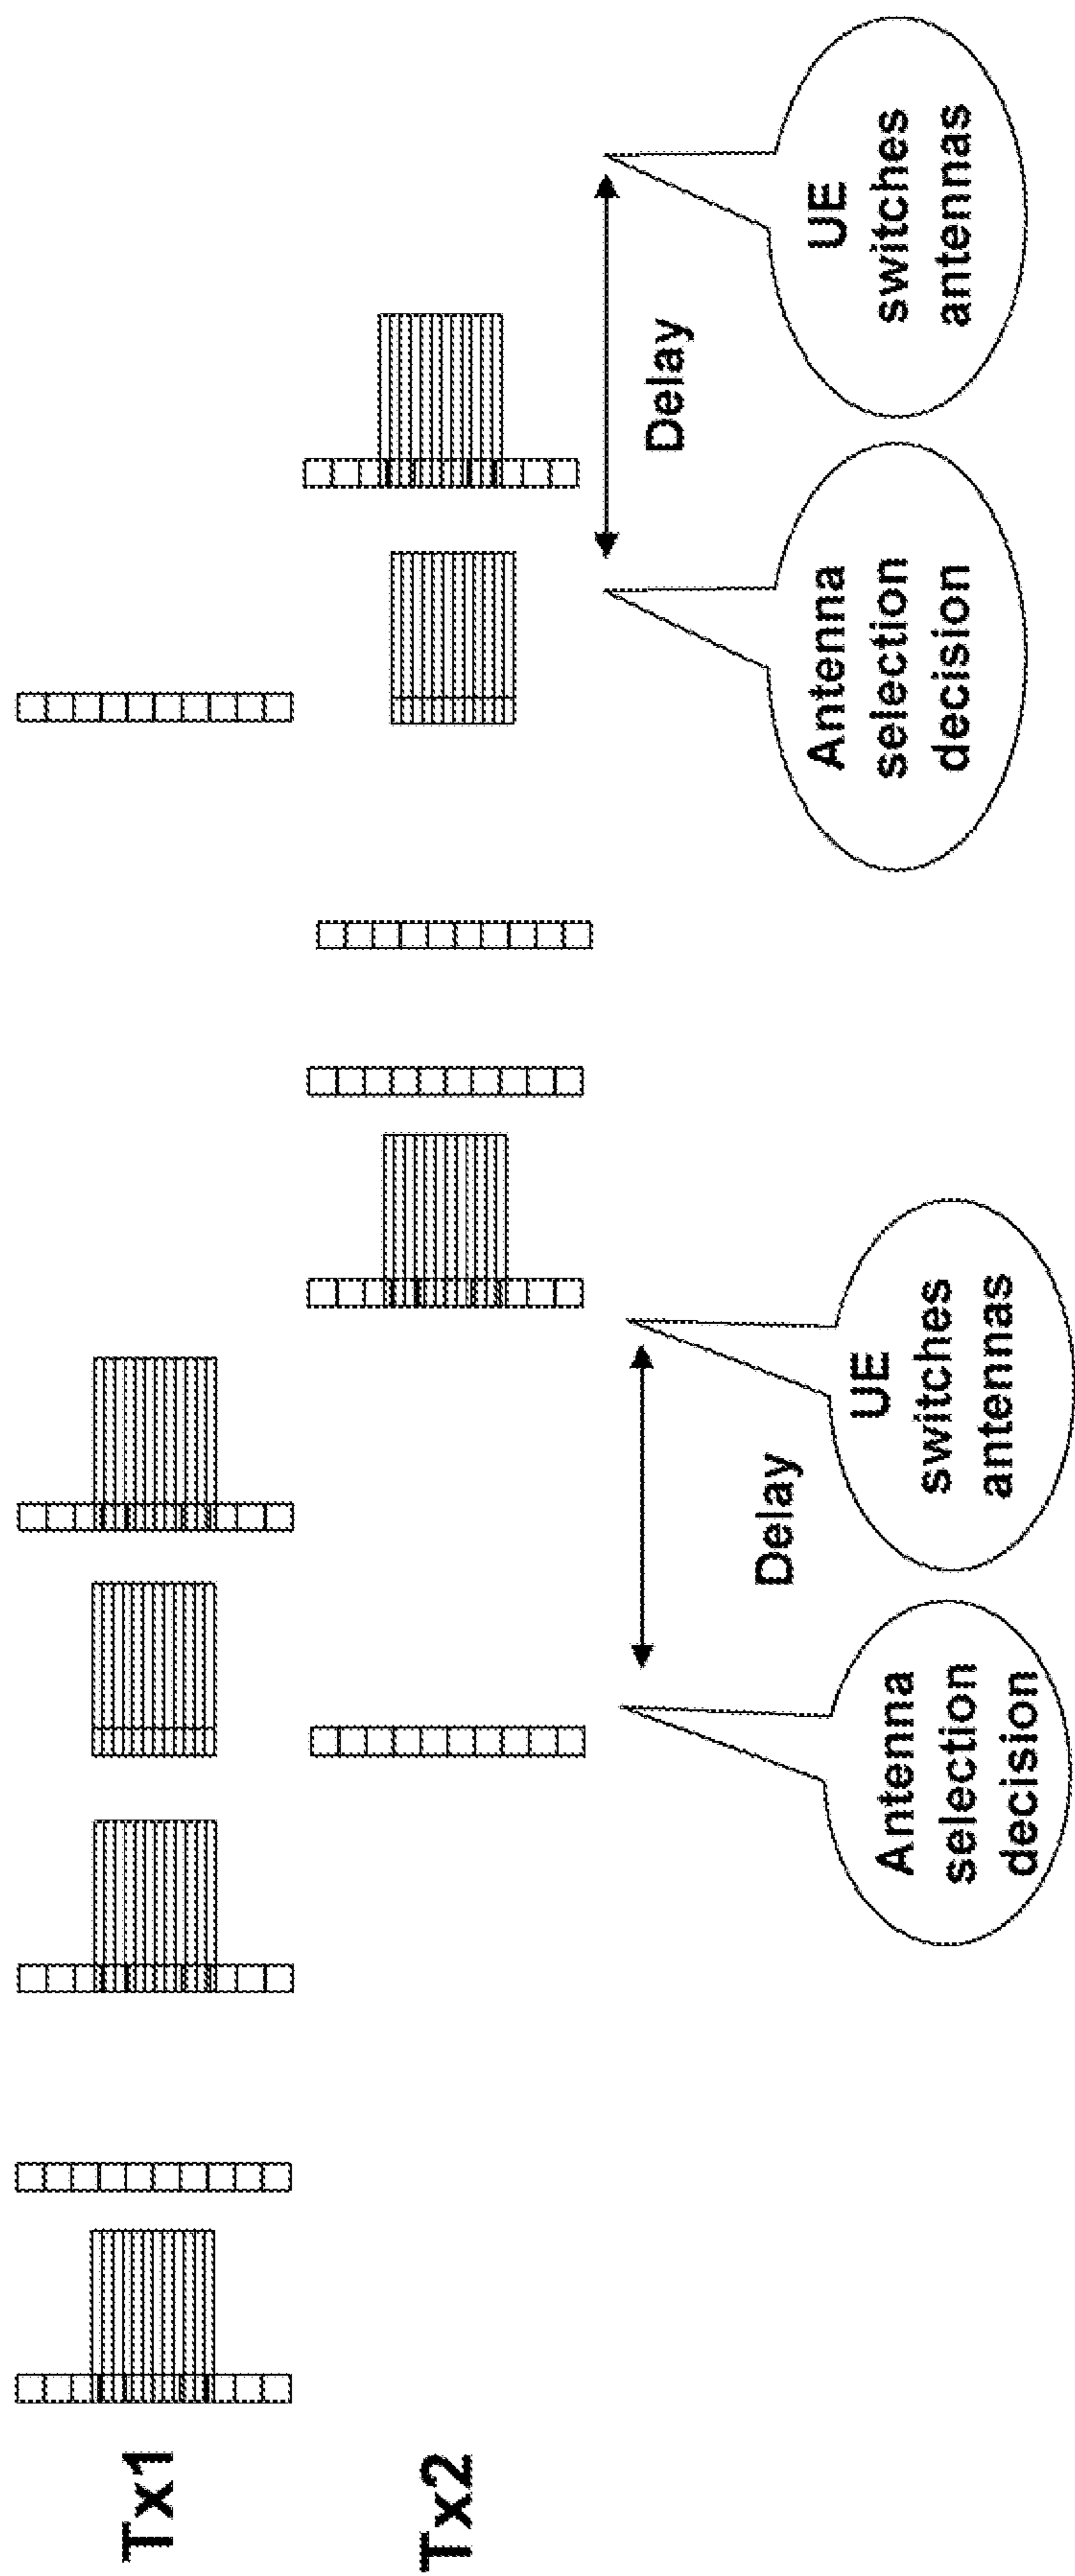 Tx1
Tx2
Delay
Antenna
selection
decision
UE
switches
antennas
Delay
Antenna
selection
decision
UE
switches
antennas